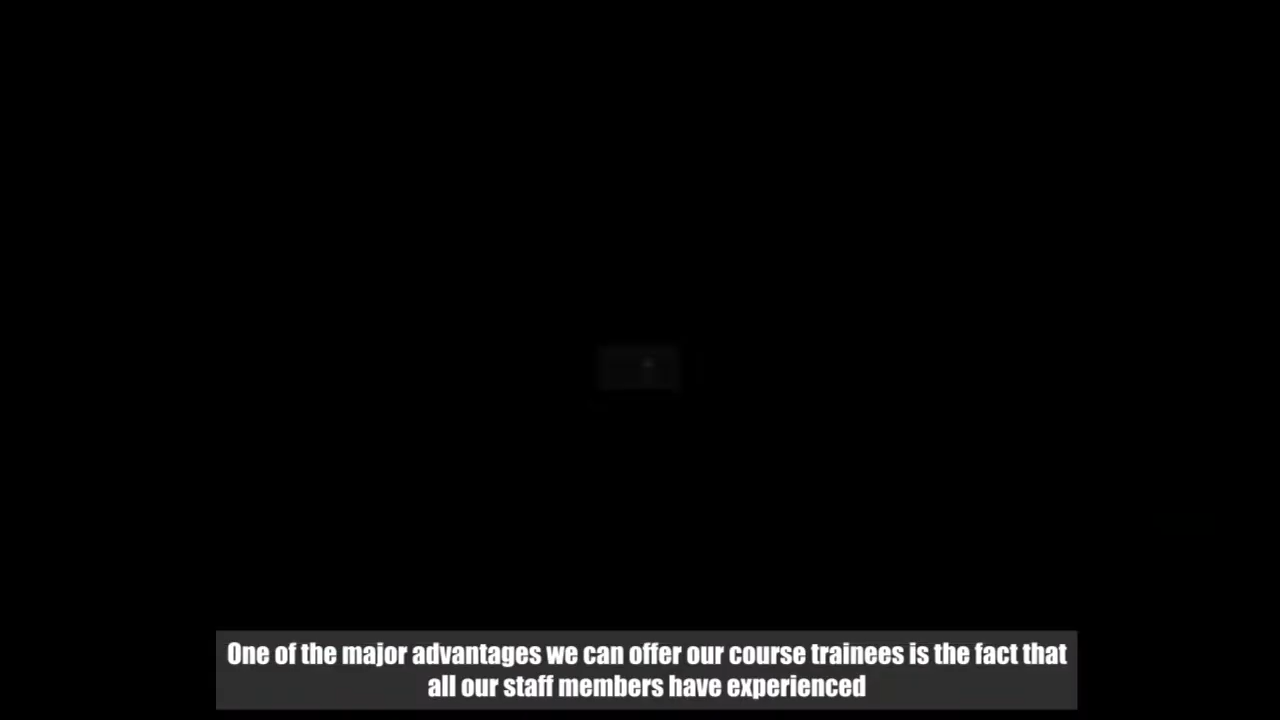 One of the major advantages we can offer our course trainees is the fact that
all our staff members have experienced